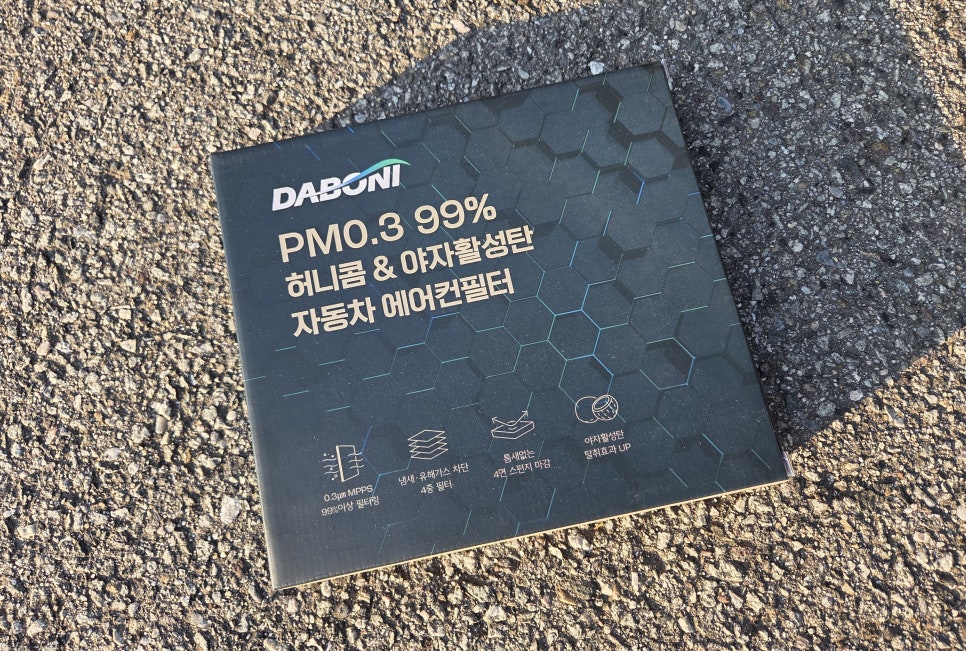 DABONI
PM0.3 99%
허니콤 & 야자활성탄
자동차 에어컨필터
0.3㎛ MPPS
99%이상 필터링
냄새·유해가스 차단
4중 필터
틈새없는
4면 스펀지 마감
야자활성탄
탈취효과 UP